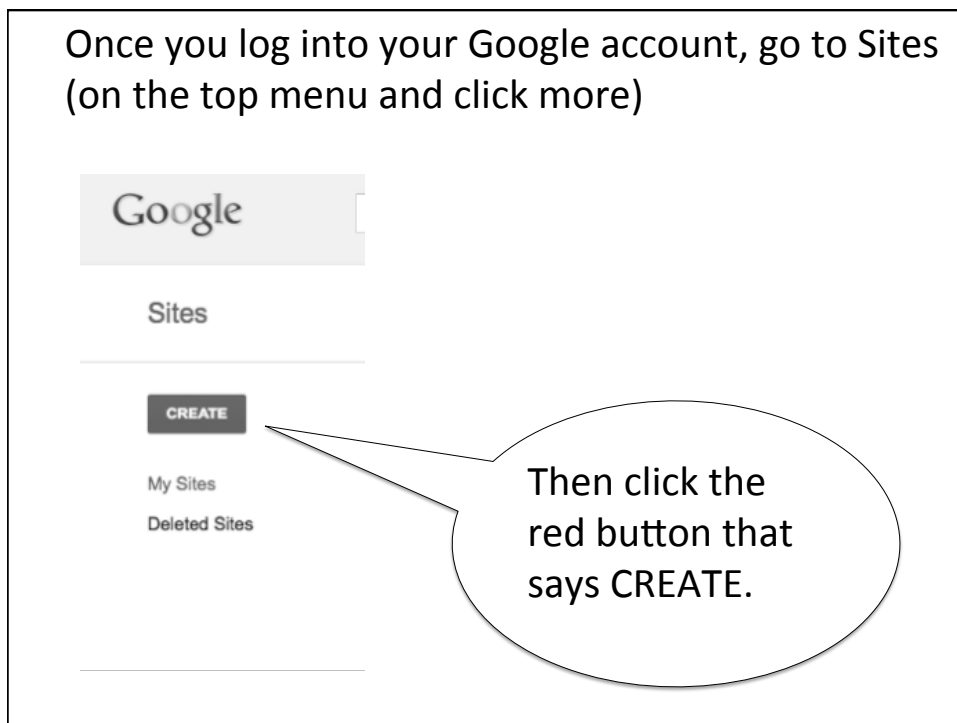 Once you log into your Google account, go to Sites
(on the top menu and click more)
Google
Sites
CREATE
My Sites
Deleted Sites
Then click the
red button that
says CREATE.